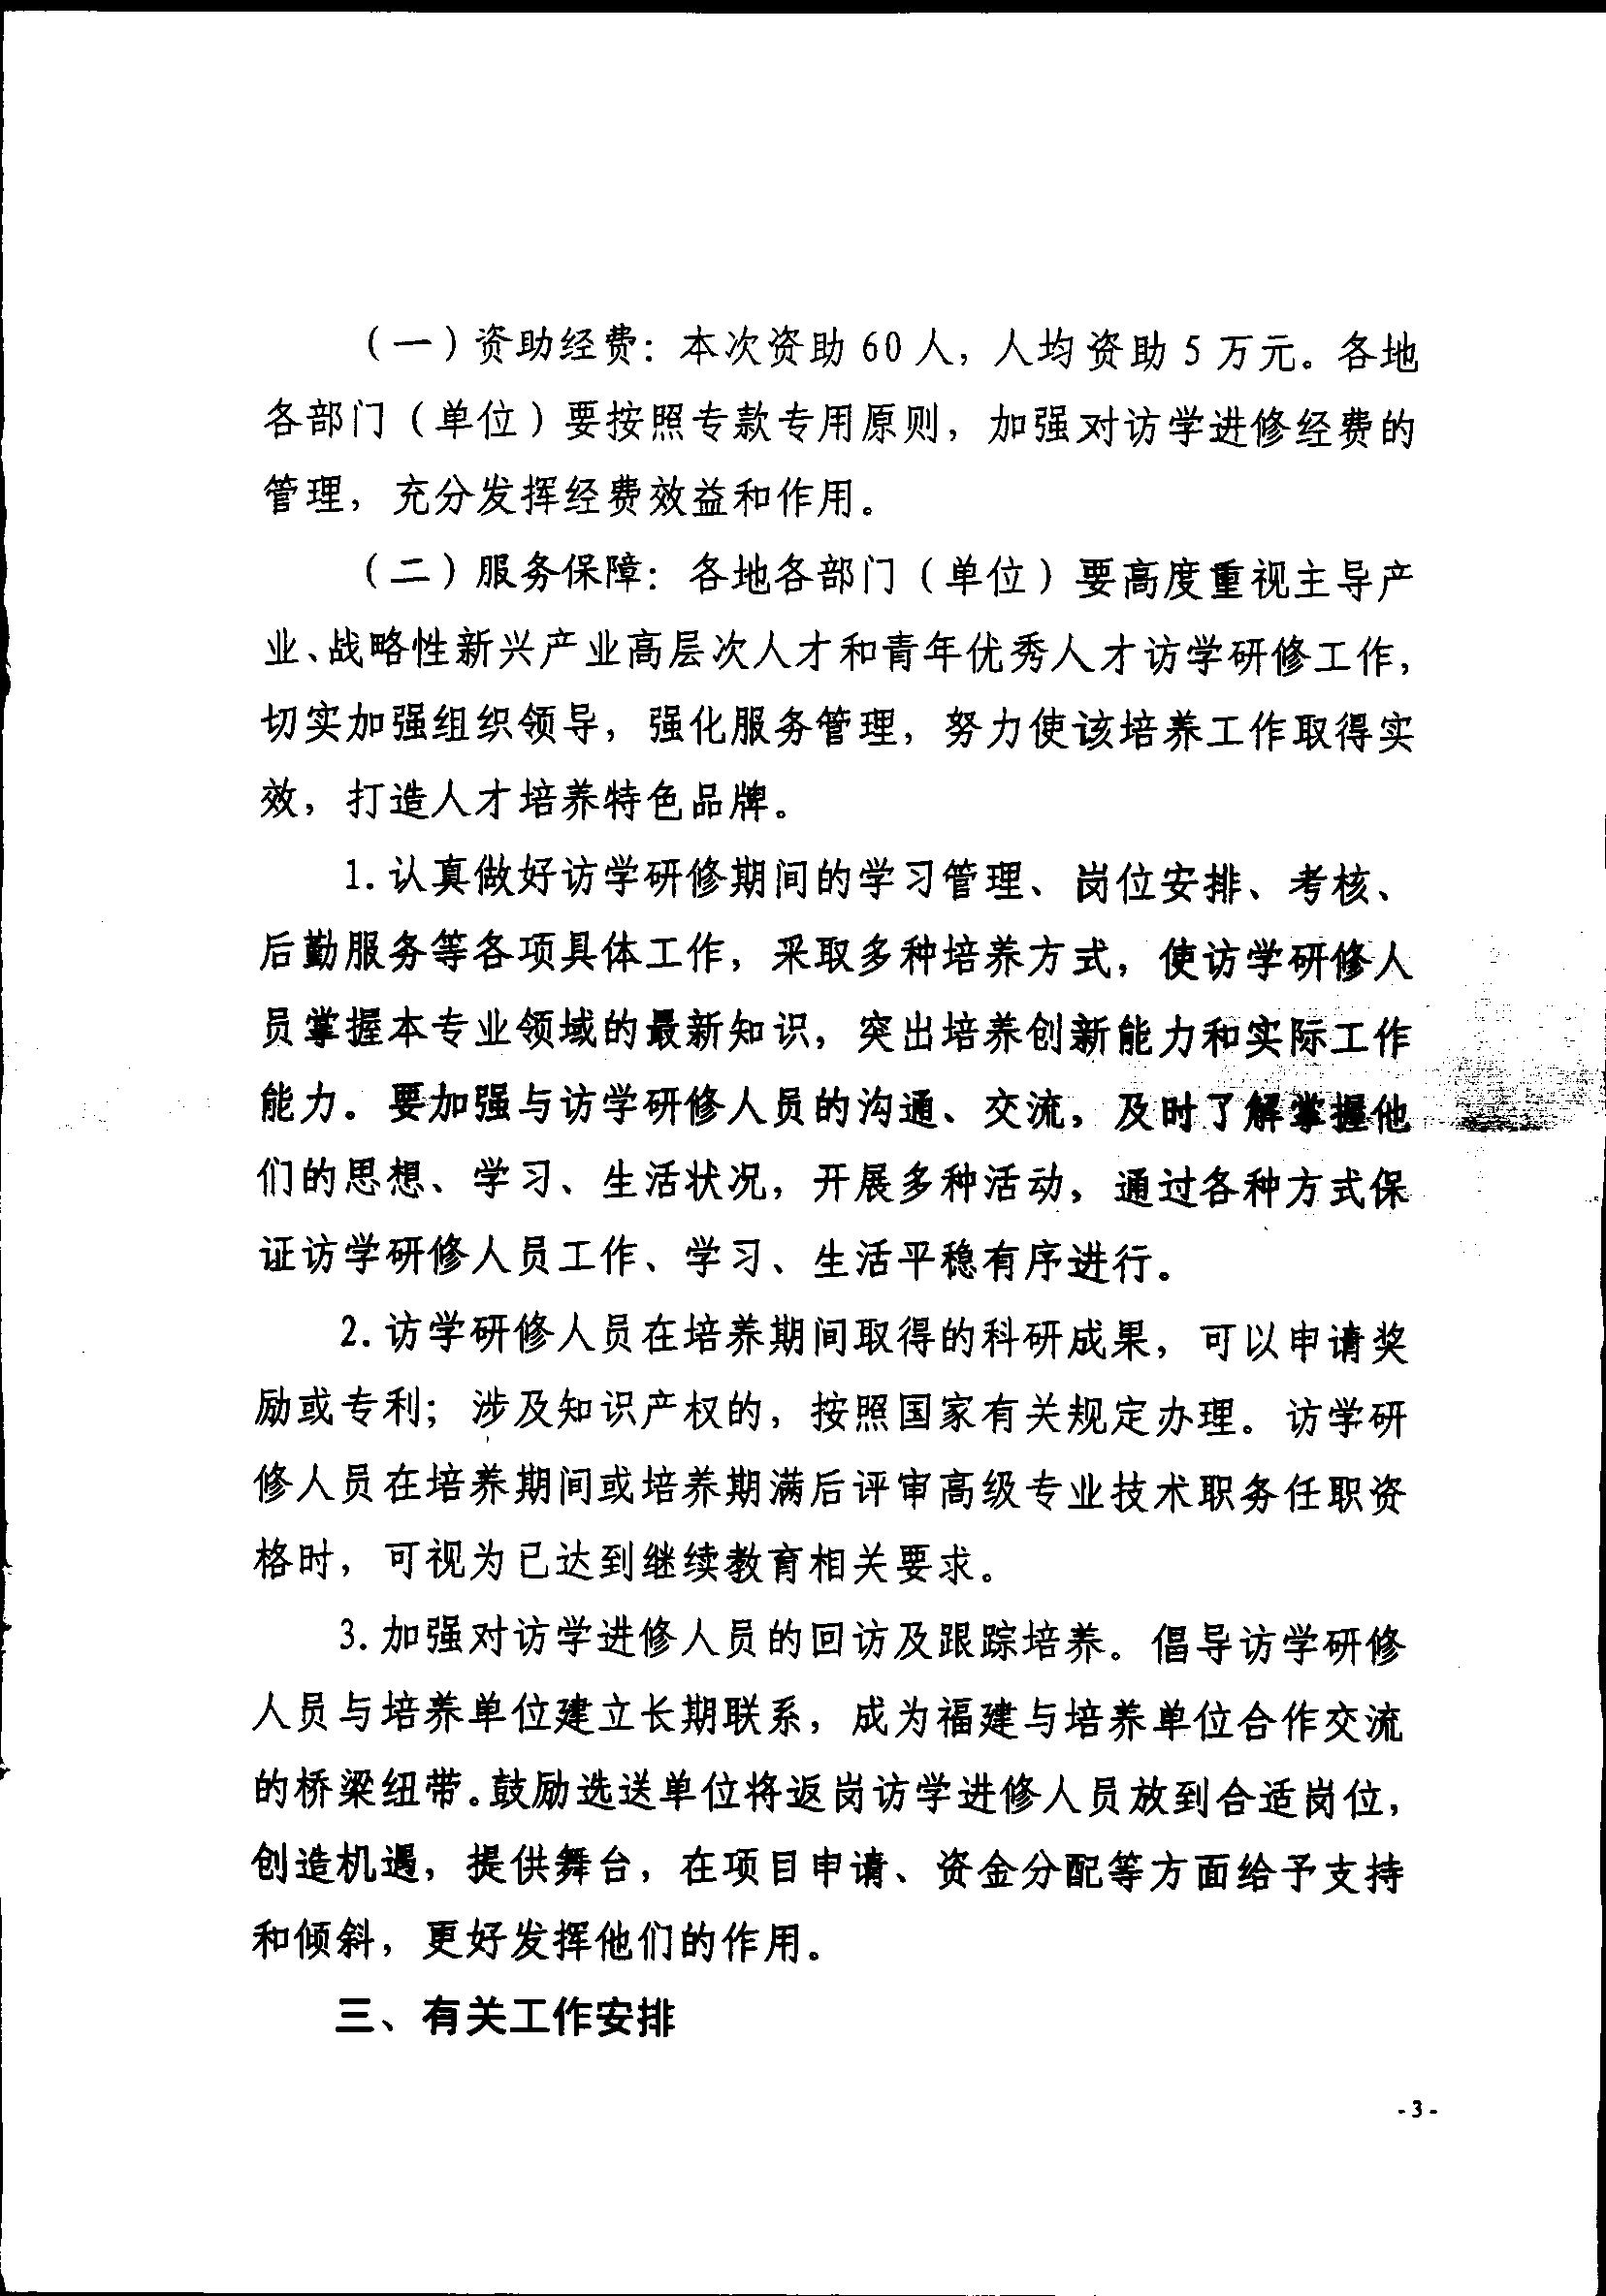 （一）资助经费：本次资助 60 人，人均资助 5 万元。各地
各部门（单位）要按照专款专用原则，加强对访学进修经费的
管理，充分发挥经费效益和作用。
（二）服务保障：各地各部门（单位）要高度重视主导产
业、战略性新兴产业高层次人才和青年优秀人才访学研修工作，
切实加强组织领导，强化服务管理，努力使该培养工作取得实
效，打造人才培养特色品牌。
1.认真做好访学研修期间的学习管理、岗位安排、考核、
后勤服务等各项具体工作，采取多种培养方式，使访学研修人
员掌握本专业领域的最新知识，突出培养创新能力和实际工作
能力。要加强与访学研修人员的沟通、交流，及时了解掌握他
们的思想、学习、生活状况，开展多种活动，通过各种方式保
证访学研修人员工作、学习、生活平稳有序进行。
2.访学研修人员在培养期间取得的科研成果，可以申请奖
励或专利；涉及知识产权的，按照国家有关规定办理。访学研
修人员在培养期间或培养期满后评审高级专业技术职务任职资
格时，可视为已达到继续教育相关要求。
3.加强对访学进修人员的回访及跟踪培养。倡导访学研修
人员与培养单位建立长期联系，成为福建与培养单位合作交流
的桥梁纽带。鼓励选送单位将返岗访学进修人员放到合适岗位，
创造机遇，提供舞台，在项目申请、资金分配等方面给予支持
和倾斜，更好发挥他们的作用。
三、有关工作安排
-3-